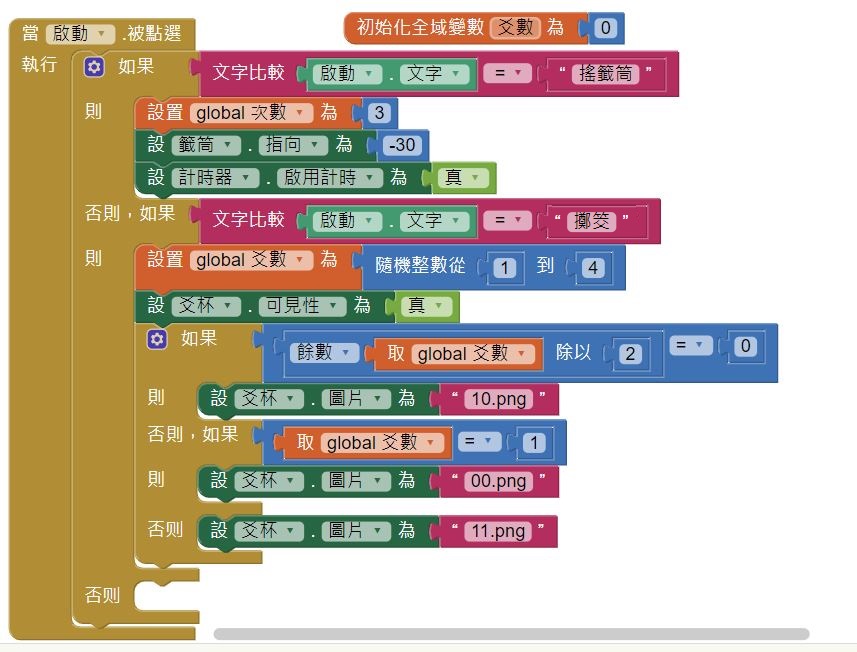 初始化全域變數 爻數 為 0
當 啟動 .被點選
執行 如果 文字比較 啟動 . 文字 = “ 搖籤筒 ”
則 設置 global 次數 為 3
設 籤筒 . 指向 為 -30
設 計時器 . 啟用計時 為 真
否則，如果 文字比較 啟動 . 文字 = “ 擲筊 ”
則 設置 global 爻數 為 隨機整數從 1 到 4
設 爻杯 . 可見性 為 真
如果 餘數 取 global 爻數 除以 2 = 0
則 設 爻杯 . 圖片 為 “ 10.png ”
否則，如果 取 global 爻數 = 1
則 設 爻杯 . 圖片 為 “ 00.png ”
否則 設 爻杯 . 圖片 為 “ 11.png ”
否則